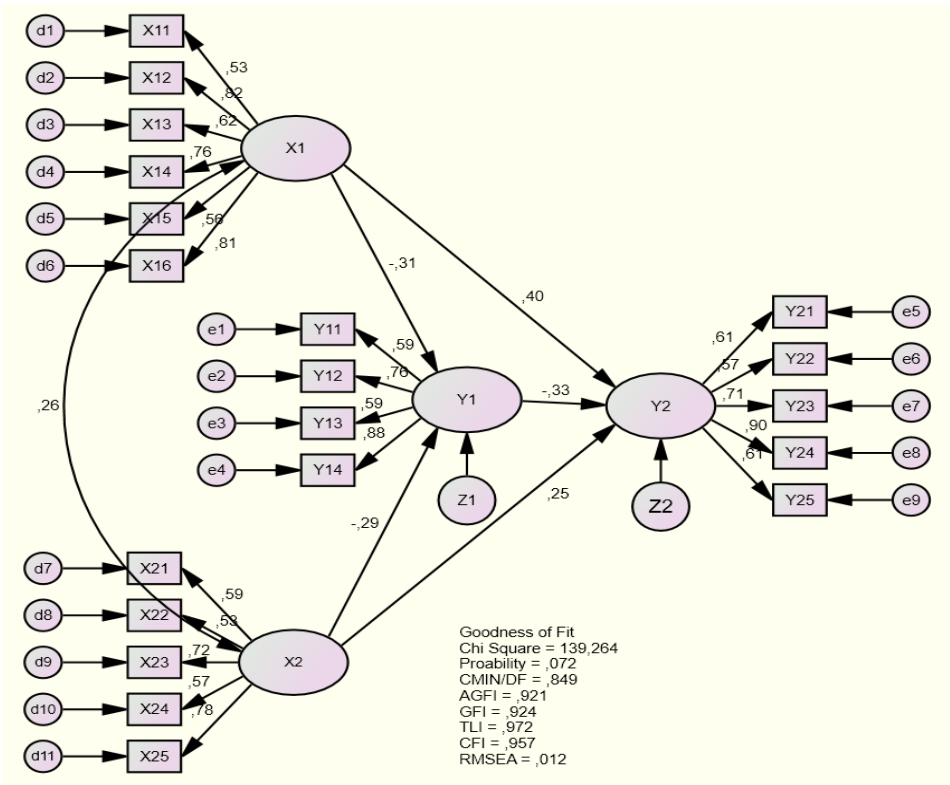 d1
X11
,53
d2
X12
,82
d3
X13
,62
d4
X14
,76
d5
X15
,56
d6
X16
,81
X1
-,31
,40
,26
e1
Y11
,59
e2
Y12
,76
e3
Y13
,59
e4
Y14
,88
Y1
Z1
-,33
Y2
Z2
,61
Y21
e5
,57
Y22
e6
,71
Y23
e7
,90
Y24
e8
,61
Y25
e9
-,29
,25
d7
X21
,59
d8
X22
,53
d9
X23
,72
d10
X24
,57
d11
X25
,78
X2
Goodness of Fit
Chi Square = 139,264
Proability = ,072
CMIN/DF = ,849
AGFI = ,921
GFI = ,924
TLI = ,972
CFI = ,957
RMSEA = ,012